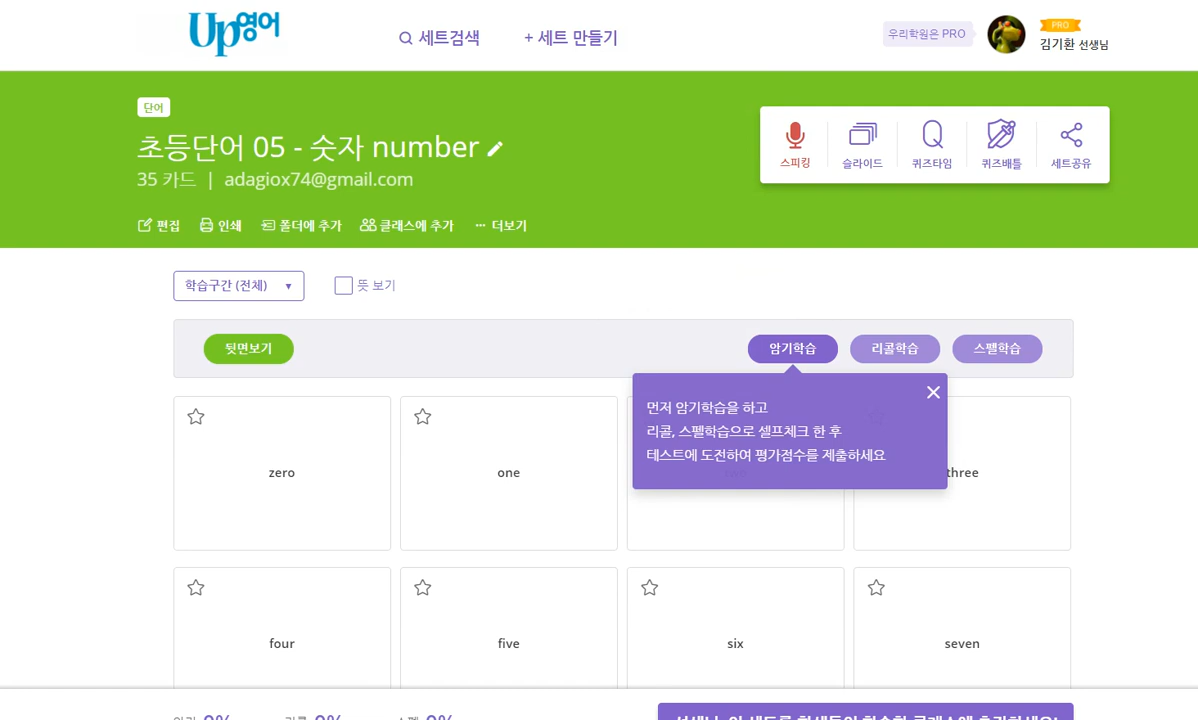 Up영어
세트검색
+ 세트 만들기
우리학원은 PRO
PRO
김기환 선생님
단어
초등단어 05 - 숫자 number
35 카드 | adagiox74@gmail.com
스피킹
슬라이드
퀴즈타임
퀴즈배틀
세트공유
편집
인쇄
폴더에 추가
클래스에 추가
더보기
학습구간 (전체)
뜻 보기
뒷면보기
암기학습
리콜학습
스펠학습
먼저 암기학습을 하고
리콜, 스펠학습으로 셀프체크 한 후
테스트에 도전하여 평가점수를 제출하세요
zero
one
three
four
five
six
seven
0%
0%
0%